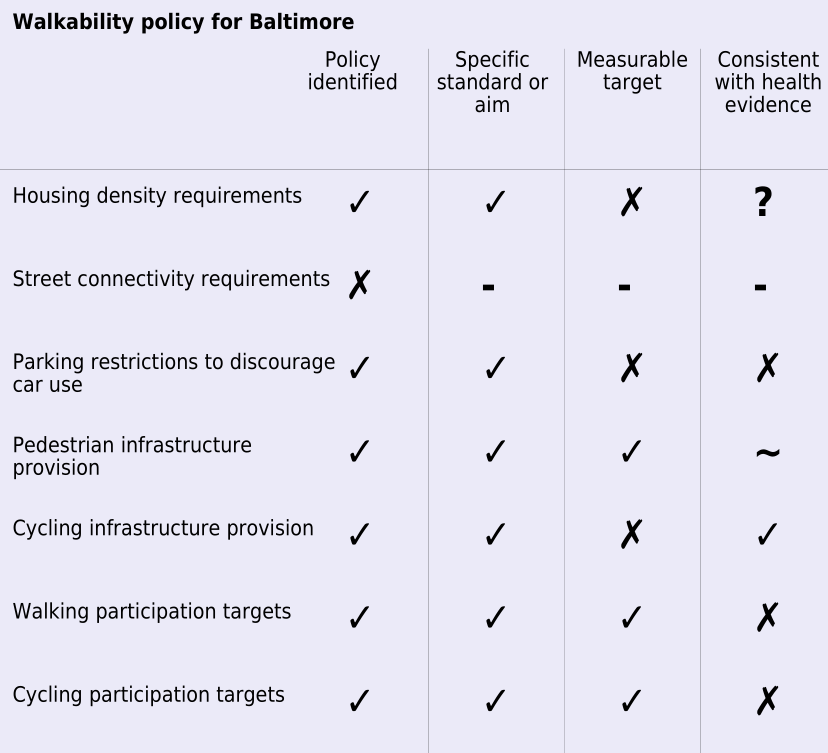 Walkability policy for Baltimore
Policy identified Specific standard or aim Measurable target Consistent with health evidence
Housing density requirements ✓ ✓ ✗ ?
Street connectivity requirements ✗ - - -
Parking restrictions to discourage car use ✓ ✓ ✗ ✗
Pedestrian infrastructure provision ✓ ✓ ✓ ~
Cycling infrastructure provision ✓ ✓ ✗ ✓
Walking participation targets ✓ ✓ ✓ ✗
Cycling participation targets ✓ ✓ ✓ ✗